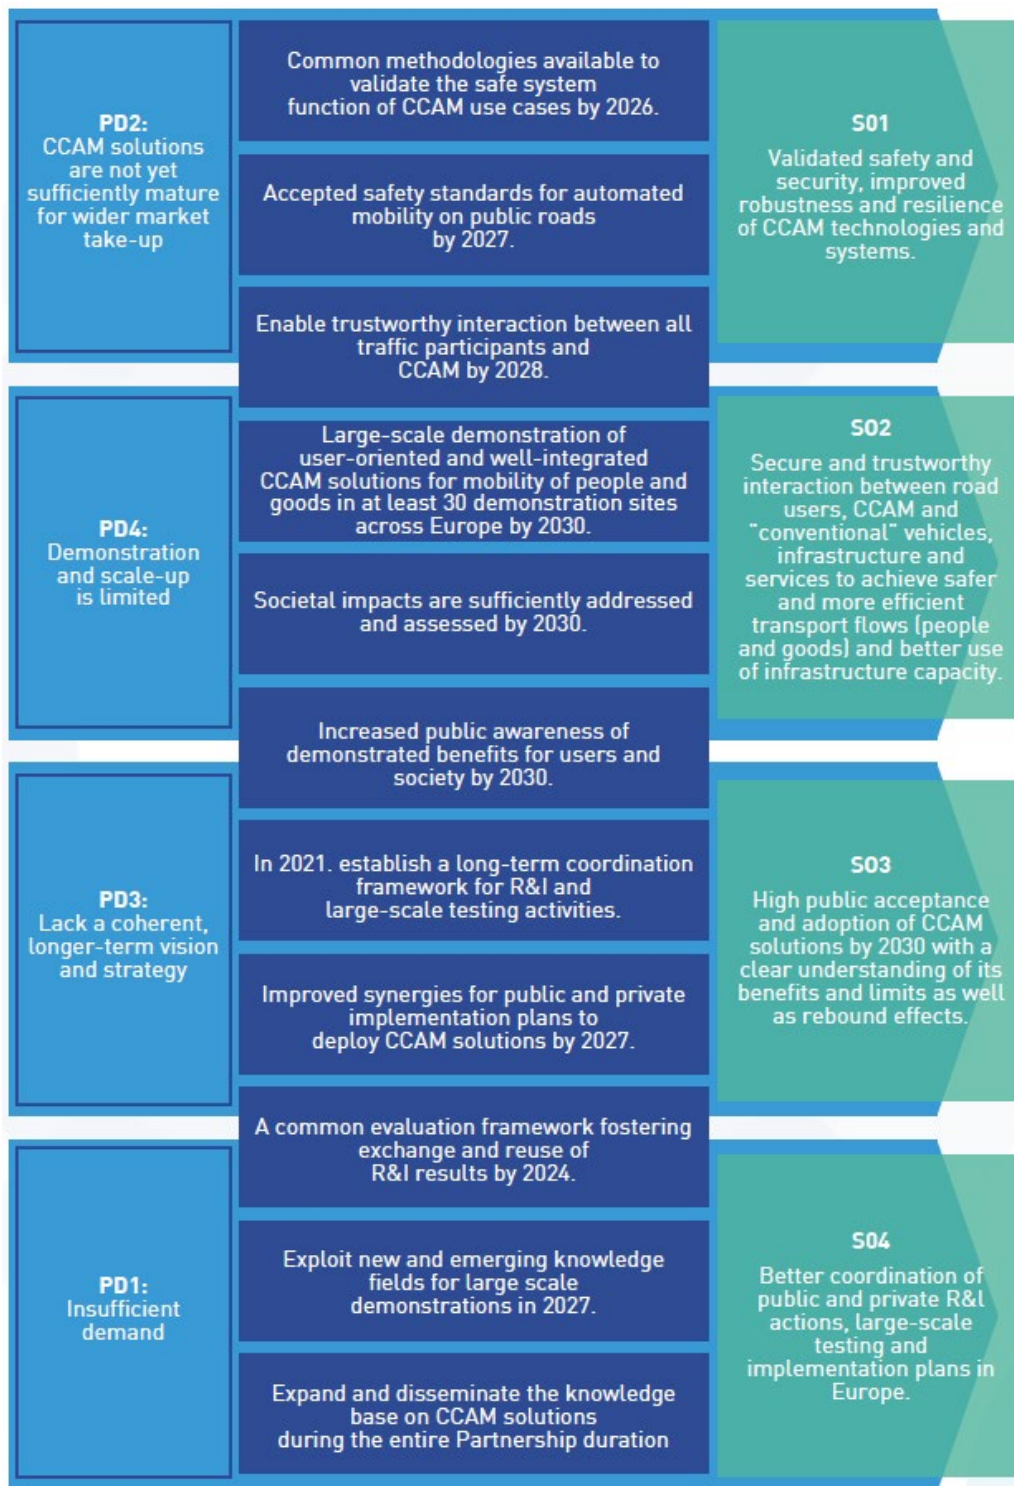 PD2:
CCAM solutions
are not yet
sufficiently mature
for wider market
take-up
Common methodologies available to
validate the safe system
function of CCAM use cases by 2026.
Accepted safety standards for automated
mobility on public roads
by 2027.
Enable trustworthy interaction between all
traffic participants and
CCAM by 2028.
S01
Validated safety and
security, improved
robustness and resilience
of CCAM technologies and
systems.
PD4:
Demonstration
and scale-up
is limited
Large-scale demonstration of
user-oriented and well-integrated
CCAM solutions for mobility of people and
goods in at least 30 demonstration sites
across Europe by 2030.
Societal impacts are sufficiently addressed
and assessed by 2030.
Increased public awareness of
demonstrated benefits for users and
society by 2030.
SO2
Secure and trustworthy
interaction between road
users, CCAM and
"conventional" vehicles,
infrastructure and
services to achieve safer
and more efficient
transport flows (people
and goods) and better use
of infrastructure capacity.
PD3:
Lack a coherent,
longer-term vision
and strategy
In 2021. establish a long-term coordination
framework for R&I and
large-scale testing activities.
Improved synergies for public and private
implementation plans to
deploy CCAM solutions by 2027.
A common evaluation framework fostering
exchange and reuse of
R&I results by 2024.
SO3
High public acceptance
and adoption of CCAM
solutions by 2030 with a
clear understanding of its
benefits and limits as well
as rebound effects.
PD1:
Insufficient
demand
Exploit new and emerging knowledge
fields for large scale
demonstrations in 2027.
Expand and disseminate the knowledge
base on CCAM solutions
during the entire Partnership duration
S04
Better coordination of
public and private R&I
actions, large-scale
testing and
implementation plans in
Europe.